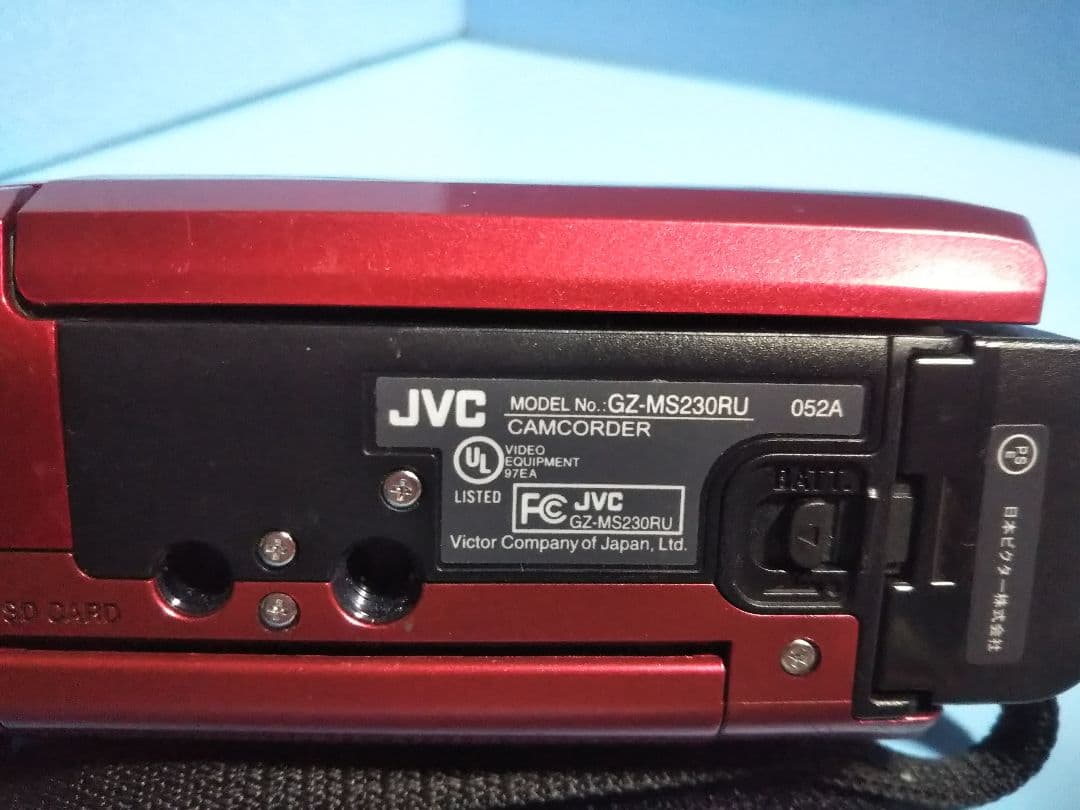 JVC
MODEL No.:GZ-MS230RU
052A
CAMCORDER
UL
VIDEO
EQUIPMENT
97EA
LISTED
FC JVC
GZ-MS230RU
Victor Company of Japan, Ltd.
BATT.
SD CARD
PS
E
日本ビクター株式会社